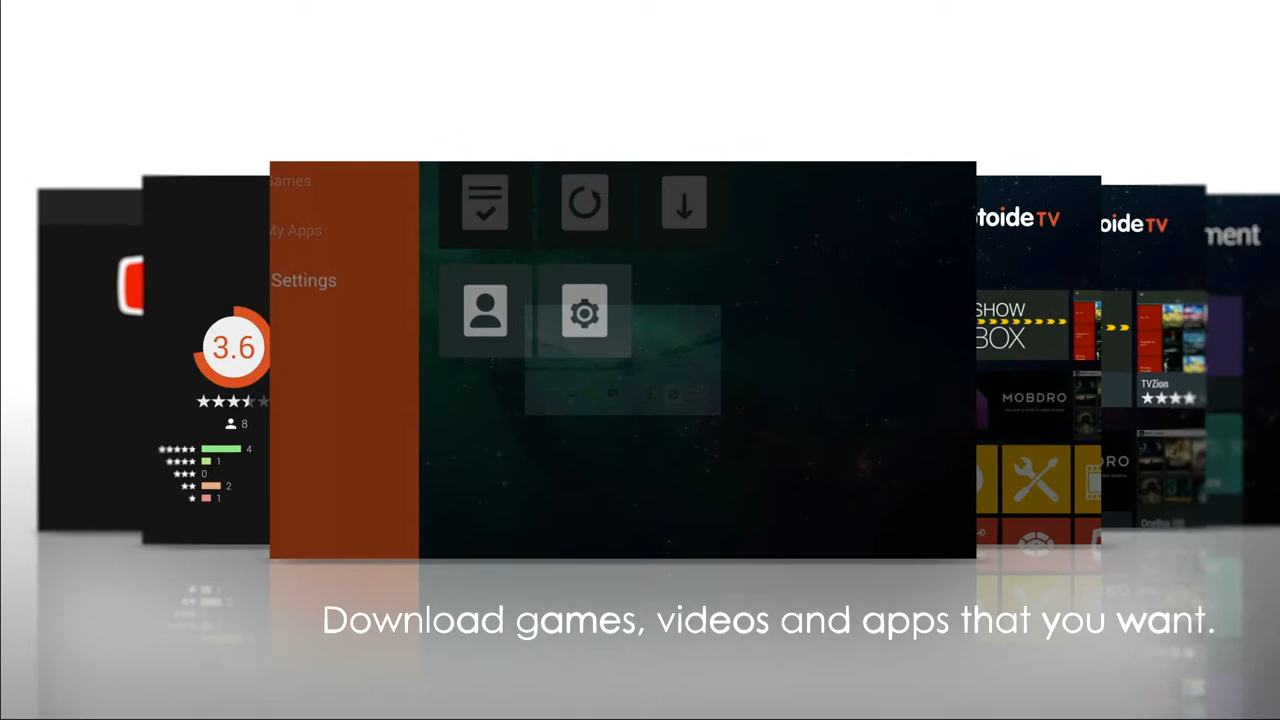 Games
My Apps
Settings
3.6
8
4
1
0
2
1
toide TV
SHOW
BOX
MOBDRO
oide TV
TVZion
DRO
OneBox
ment
Download games, videos and apps that you want.